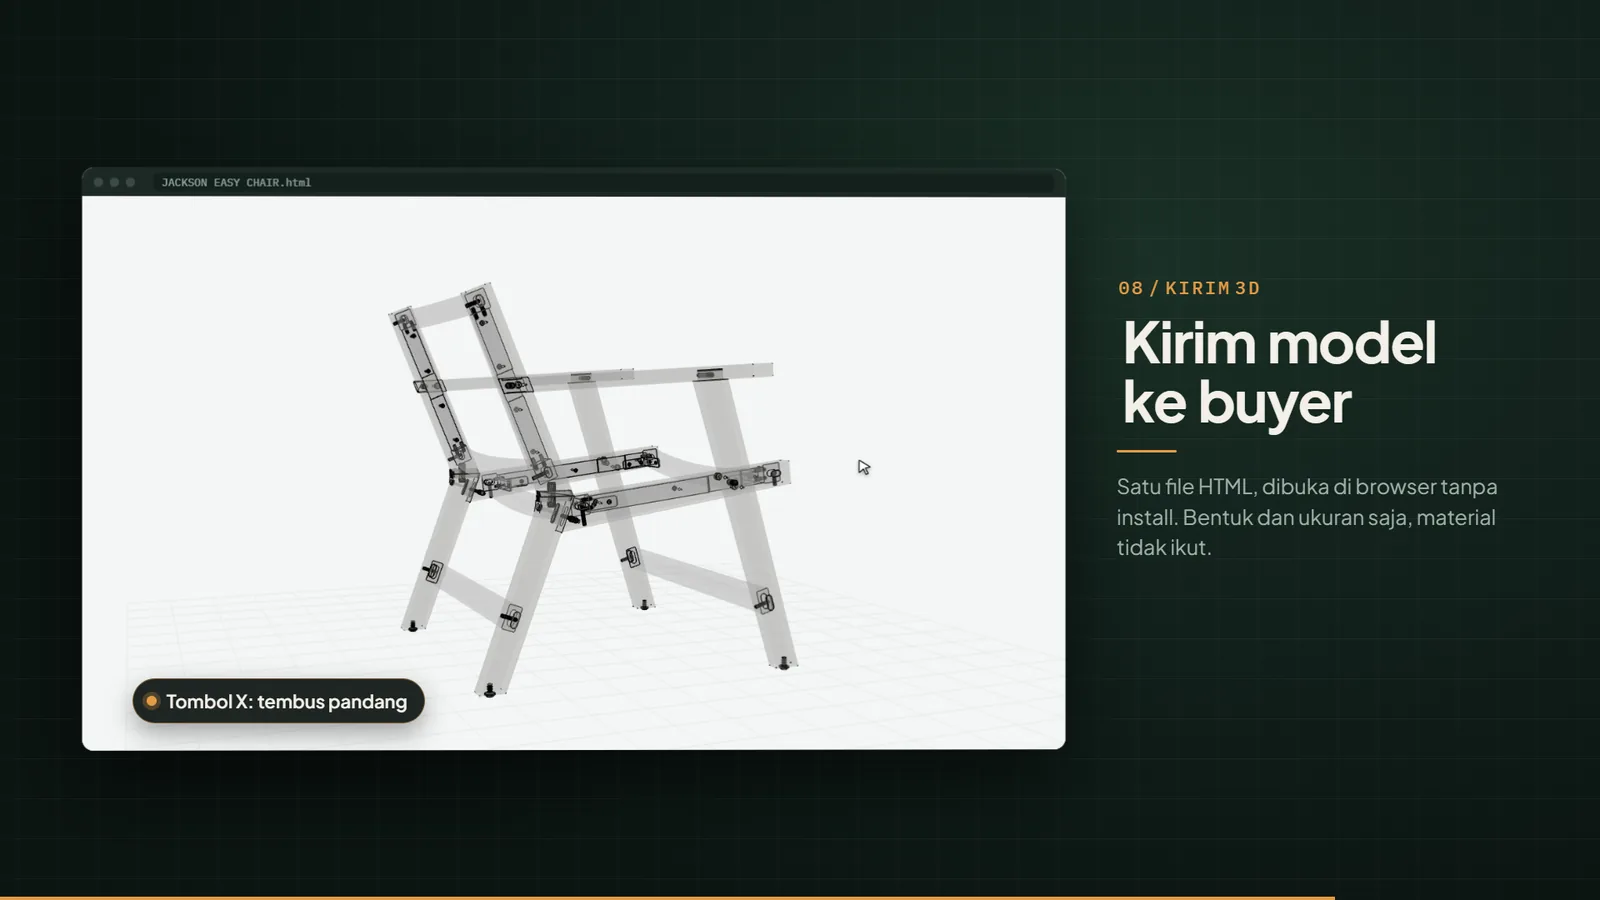 JACKSON EASY CHAIR.html
Tombol X: tembus pandang
08 / KIRIM 3D
Kirim model
ke buyer
Satu file HTML, dibuka di browser tanpa
install. Bentuk dan ukuran saja, material
tidak ikut.